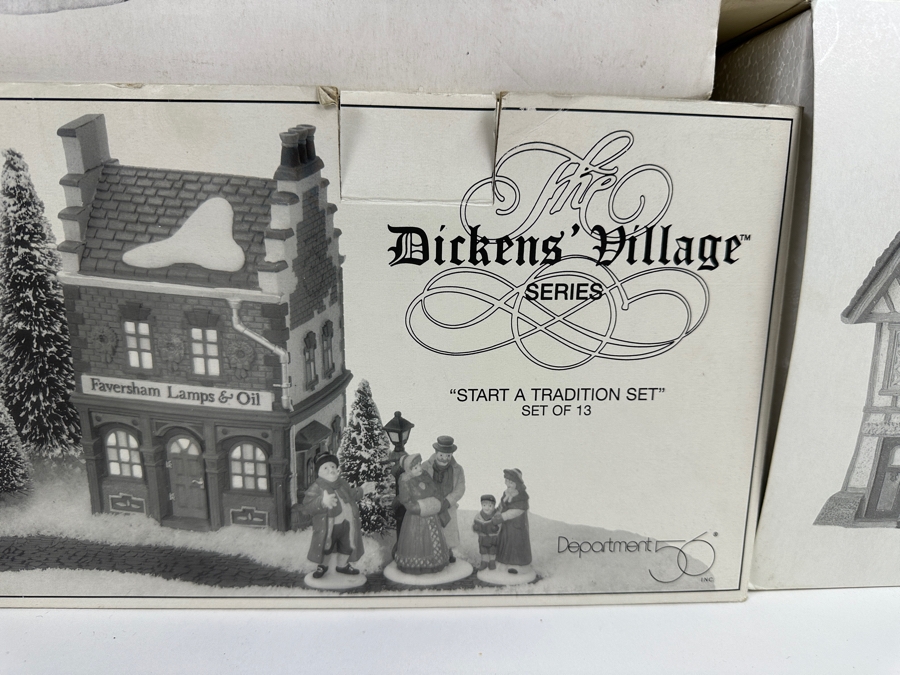 The
Dickens' Village™
SERIES
"START A TRADITION SET"
SET OF 13
Faversham Lamps & Oil
Department 56®
INC